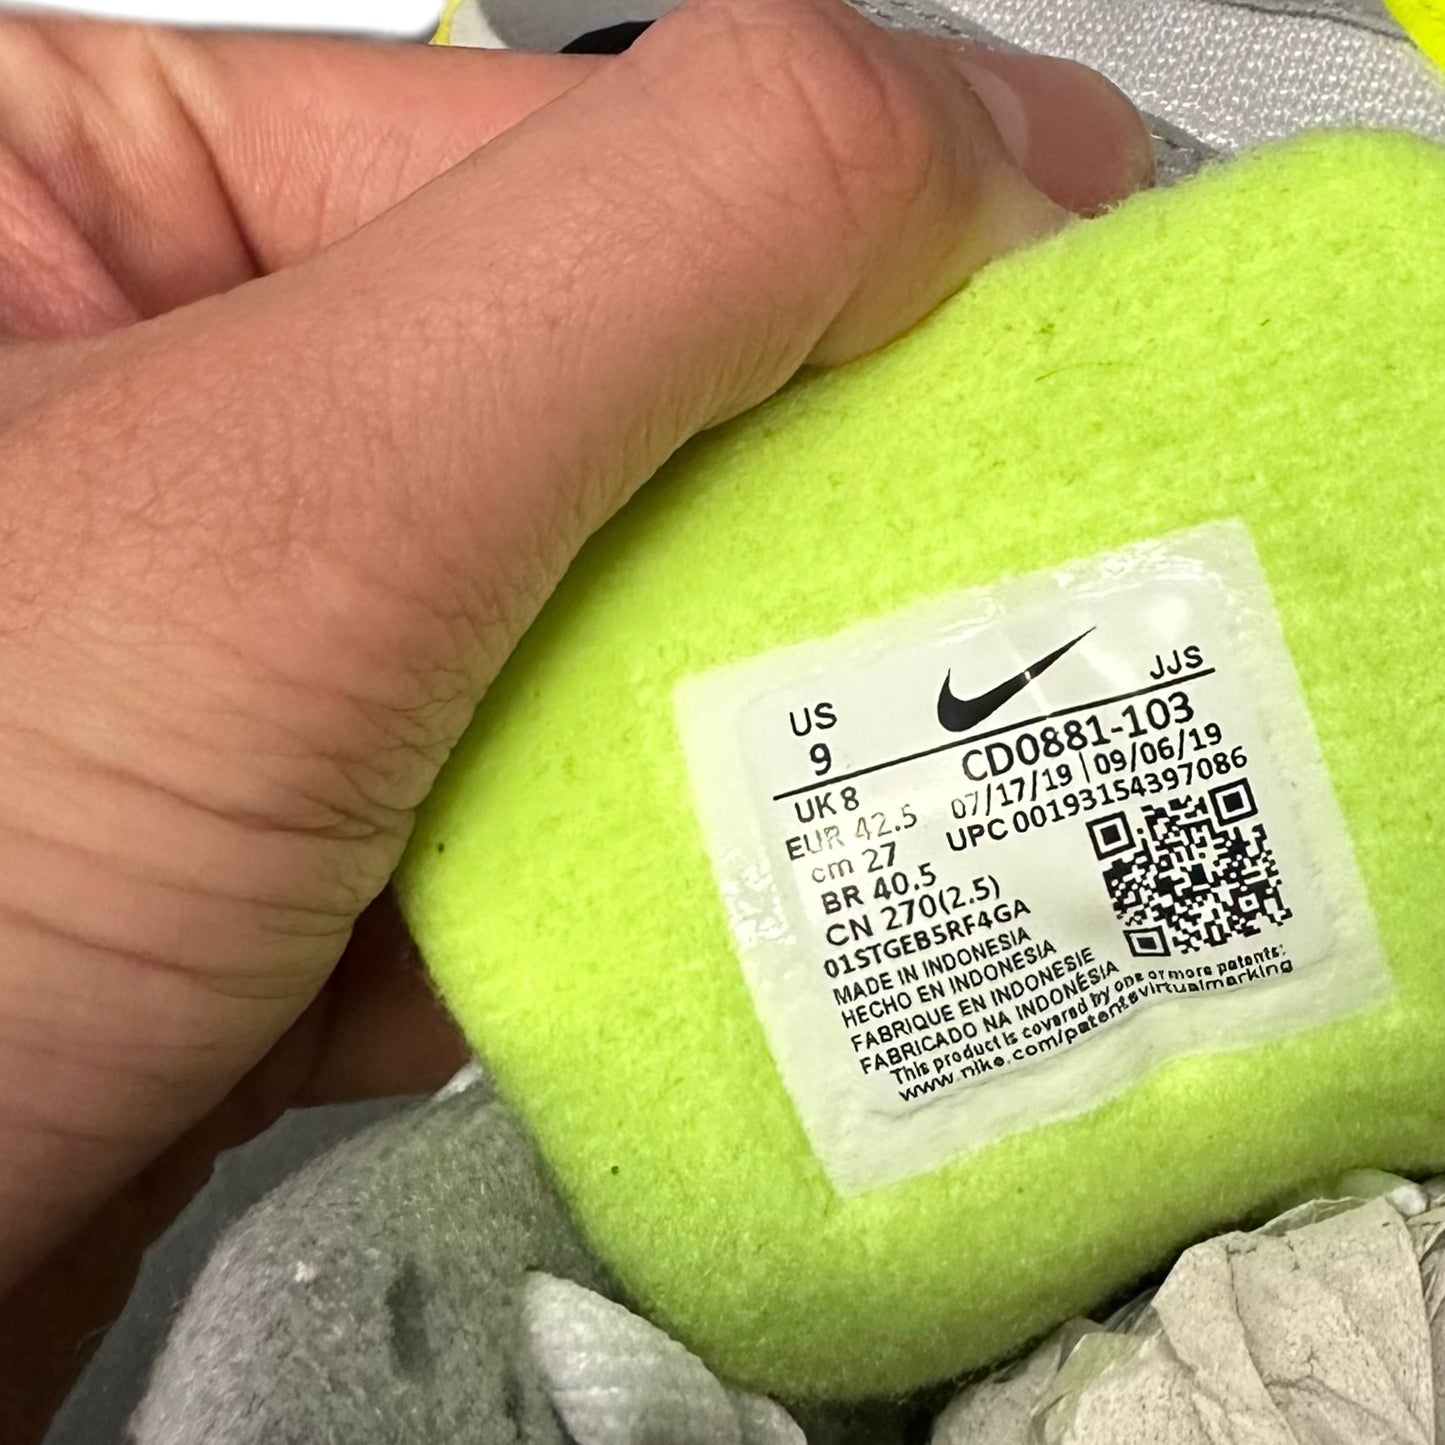 US
9
JJS
UK 8
EUR 42.5
cm 27
BR 40.5
CN 270(2.5)
CD0881-103
07/17/19 | 09/06/19
UPC 00193154397086
01STGEB5RF4GA
MADE IN INDONESIA
HECHO EN INDONESIA
FABRIQUE EN INDONESIE
FABRICADO NA INDONÉSIA
This product is covered by one or more patents:
www.nike.com/patentsvirtualmarking